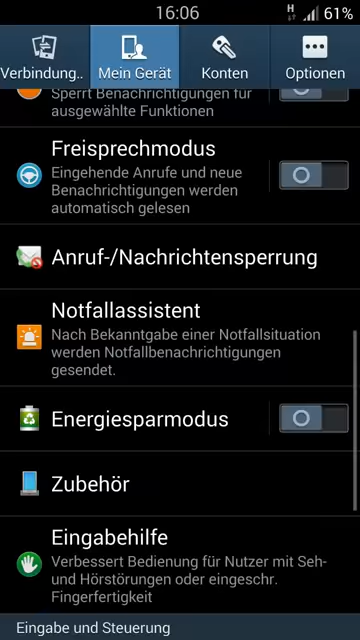 16:06 H 61%
Verbindung.. Mein Gerät Konten Optionen
Sperrt Benachrichtigungen für
ausgewählte Funktionen
Freisprechmodus
Eingehende Anrufe und neue
Benachrichtigungen werden
automatisch gelesen
Anruf-/Nachrichtensperrung
Notfallassistent
Nach Bekanntgabe einer Notfallsituation
werden Notfallbenachrichtigungen
gesendet.
Energiesparmodus
Zubehör
Eingabehilfe
Verbessert Bedienung für Nutzer mit Seh-
und Hörstörungen oder eingeschr.
Fingerfertigkeit
Eingabe und Steuerung